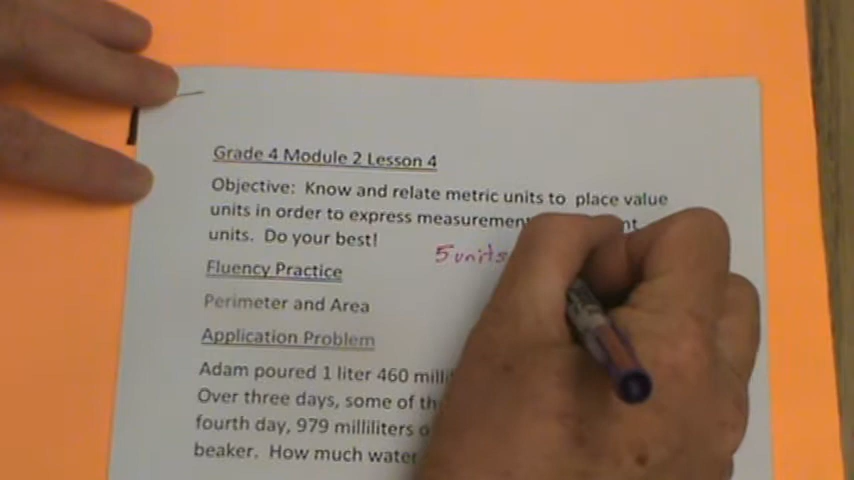 Grade 4 Module 2 Lesson 4
Objective: Know and relate metric units to place value
units in order to express measurement
units. Do your best!
5 units
Fluency Practice
Perimeter and Area
Application Problem
Adam poured 1 liter 460
Over three days, some of
fourth day, 979 milliliters
beaker. How much water